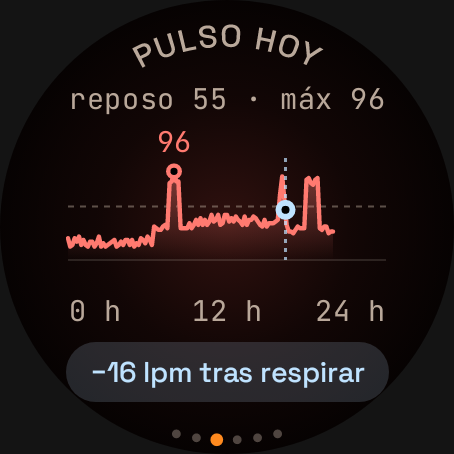 PULSO HOY
reposo 55 · máx 96
96
0 h 12 h 24 h
−16 lpm tras respirar